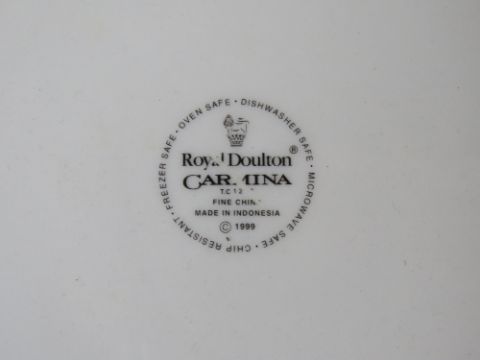 FREEZER SAFE · OVEN SAFE · DISHWASHER SAFE · MICROWAVE SAFE · CHIP RESISTANT ·
Royal Doulton®
CARMINA
FINE CHINA
MADE IN INDONESIA
© 1999